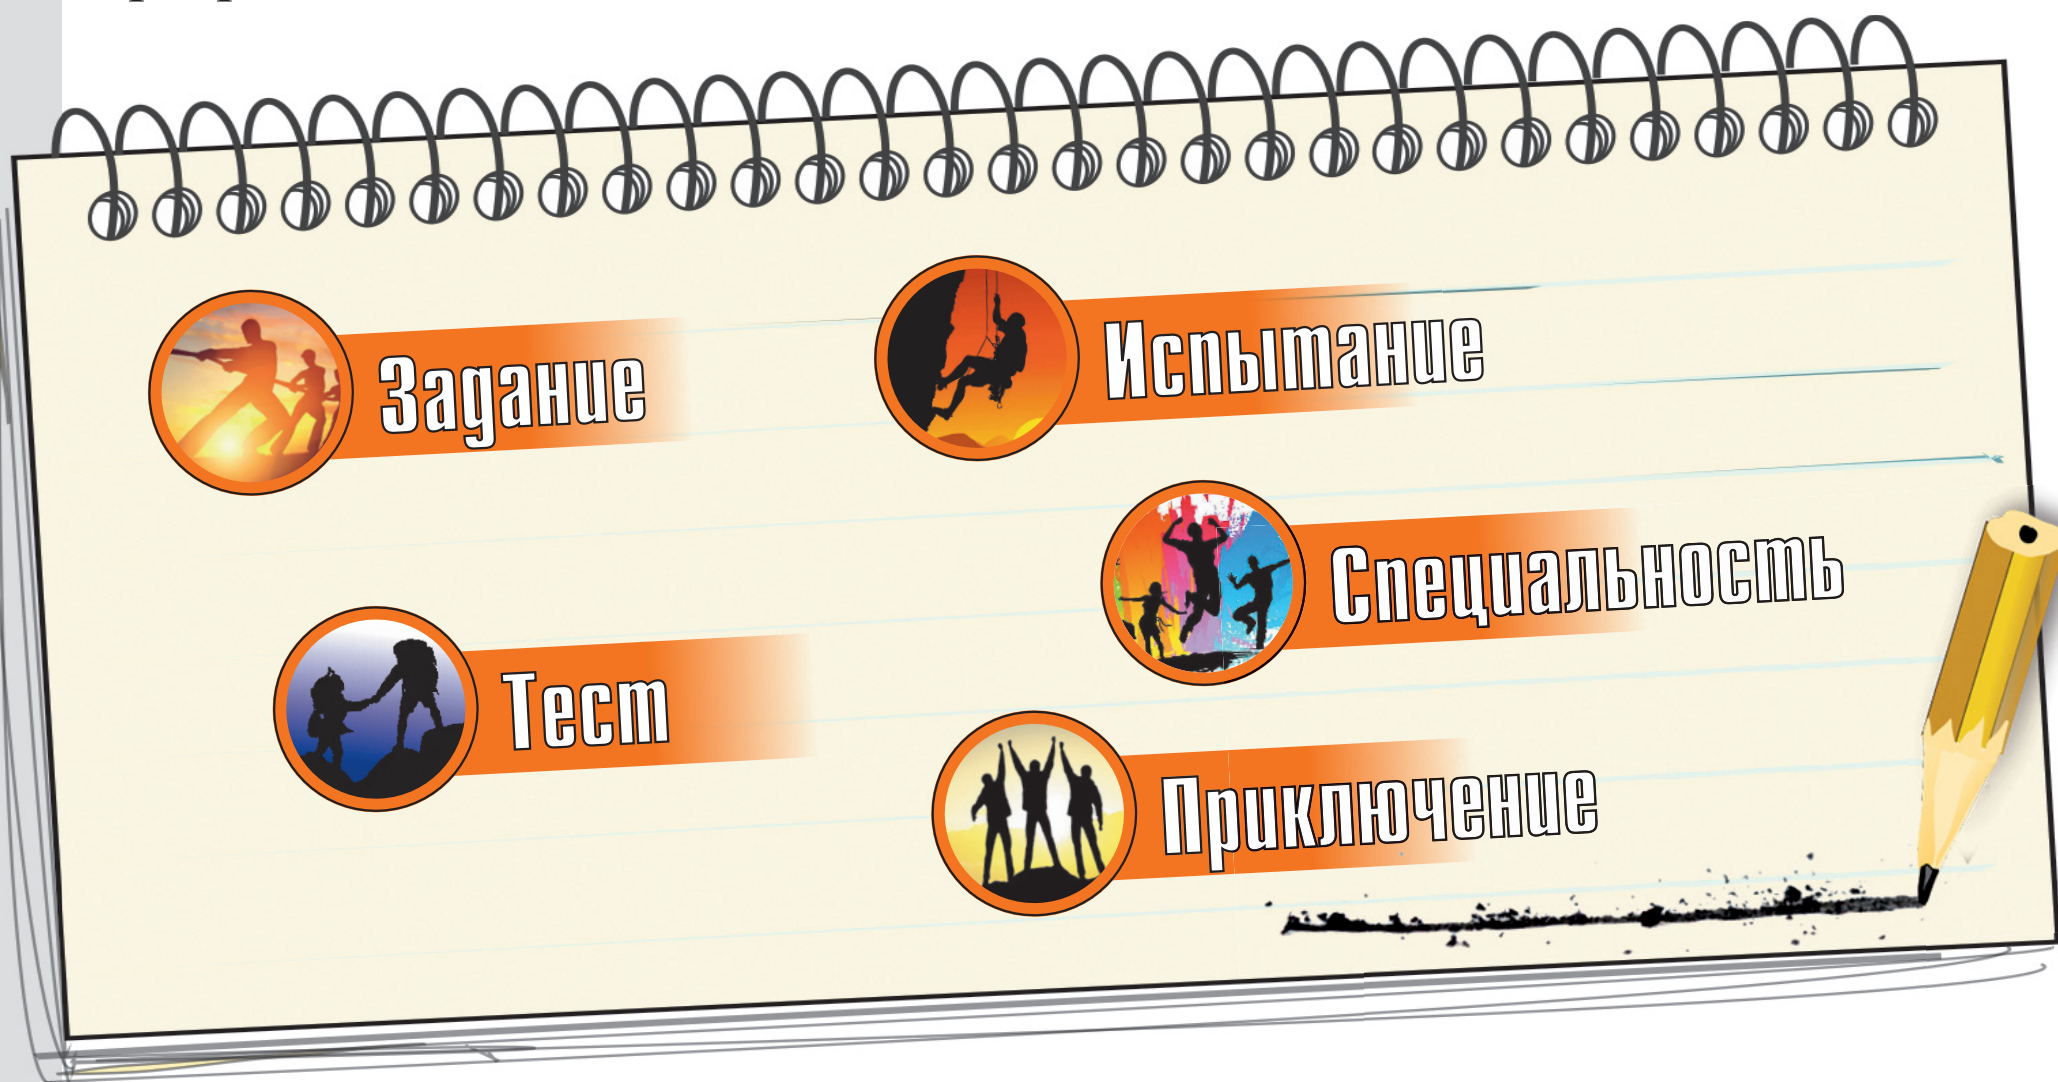 Задание
Испытание
Специальность
Тест
Приключение